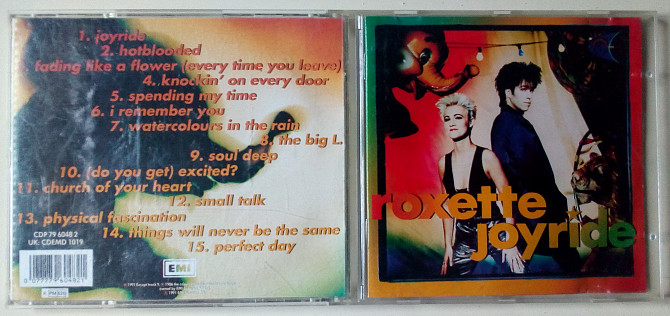 1. joyride
2. hotblooded
3. fading like a flower (every time you leave)
4. knockin' on every door
5. spending my time
6. i remember you
7. watercolours in the rain
8. the big L.
9. soul deep
10. (do you get) excited?
11. church of your heart
12. small talk
13. physical fascination
14. things will never be the same
15. perfect day
CDP 79 6048 2
UK: CDEMD 1019
0 077779 604821
EMI
roxette
joyride